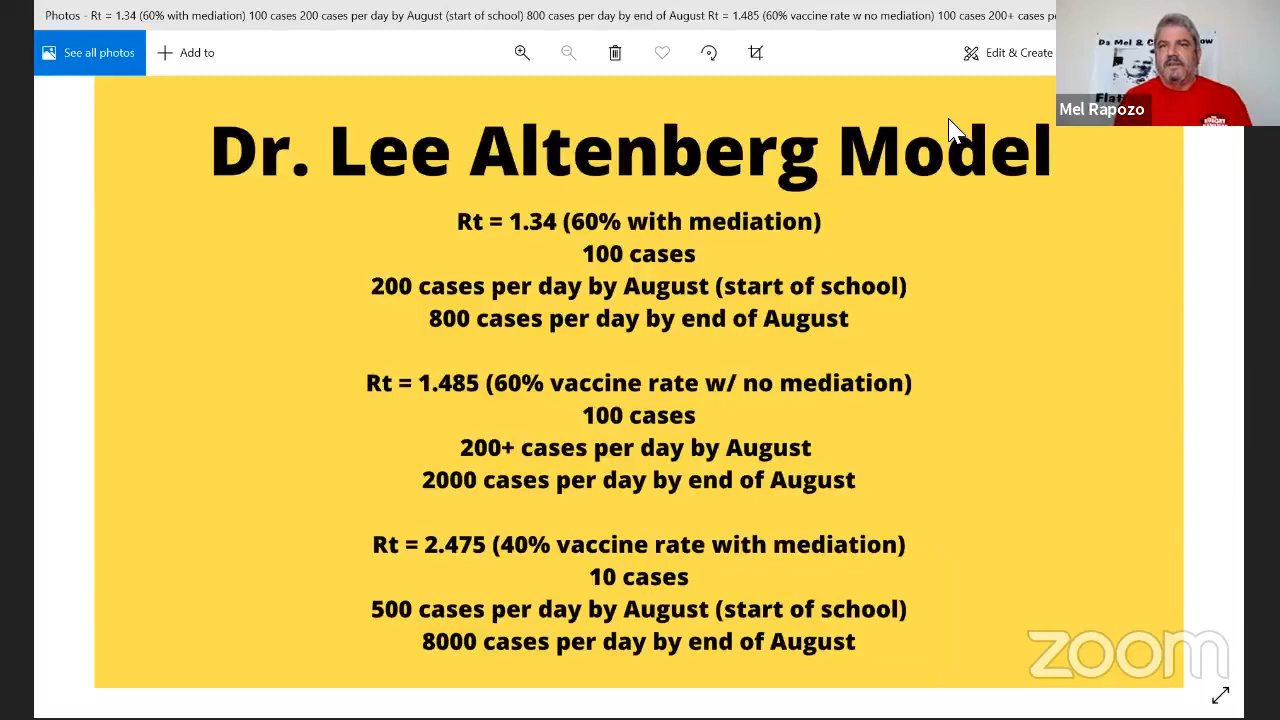 Photos - Rt = 1.34 (60% with mediation) 100 cases 200 cases per day by August (start of school) 800 cases per day by end of August Rt = 1.485 (60% vaccine rate w no mediation) 100 cases 200+ cases
See all photos
Add to
Edit & Create
Da Mel &
Mel Rapozo
Dr. Lee Altenberg Model
Rt = 1.34 (60% with mediation)
100 cases
200 cases per day by August (start of school)
800 cases per day by end of August
Rt = 1.485 (60% vaccine rate w/ no mediation)
100 cases
200+ cases per day by August
2000 cases per day by end of August
Rt = 2.475 (40% vaccine rate with mediation)
10 cases
500 cases per day by August (start of school)
8000 cases per day by end of August
zoom